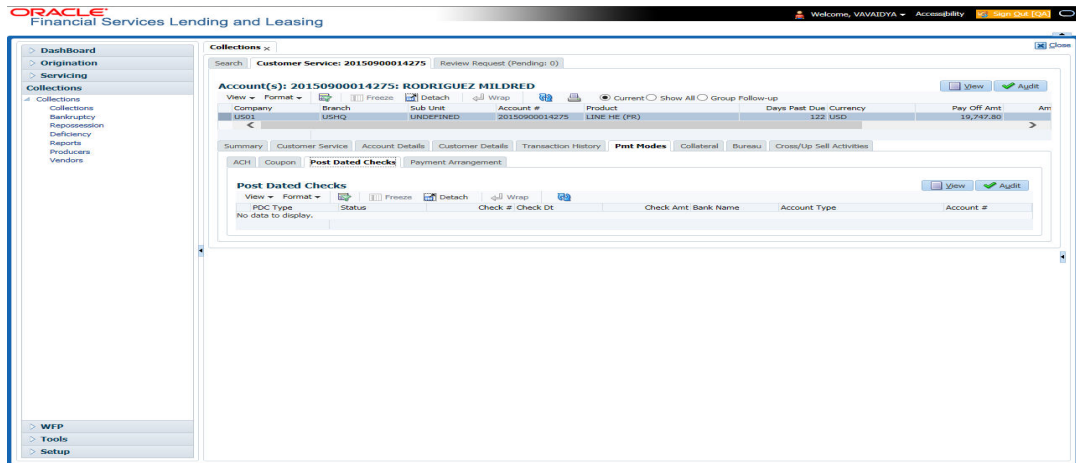 ORACLE
Financial Services Lending and Leasing
Welcome, VAVAIDYA Accessibility Sign Out (QA)
Close
DashBoard
Origination
Servicing
Collections
Collections
Collections
Bankruptcy
Repossession
Deficiency
Reports
Producers
Vendors
WFP
Tools
Setup
Collections x
Search Customer Service: 20150900014275 Review Request (Pending: 0)
Account(s): 20150900014275: RODRIGUEZ MILDRED
View Audit
View Format Freeze Detach Wrap Current Show All Group Follow-up
Company Branch Sub Unit Account # Product Days Past Due Currency Pay Off Amt Am
US01 USHQ UNDEFINED 20150900014275 LINE HE (FR) 122 USD 19,747.80
Summary Customer Service Account Details Customer Details Transaction History Pmt Modes Collateral Bureau Cross/Up Sell Activities
ACH Coupon Post Dated Checks Payment Arrangement
Post Dated Checks
View Audit
View Format Freeze Detach Wrap
PDC Type Status Check # Check Dt Check Amt Bank Name Account Type Account #
No data to display.